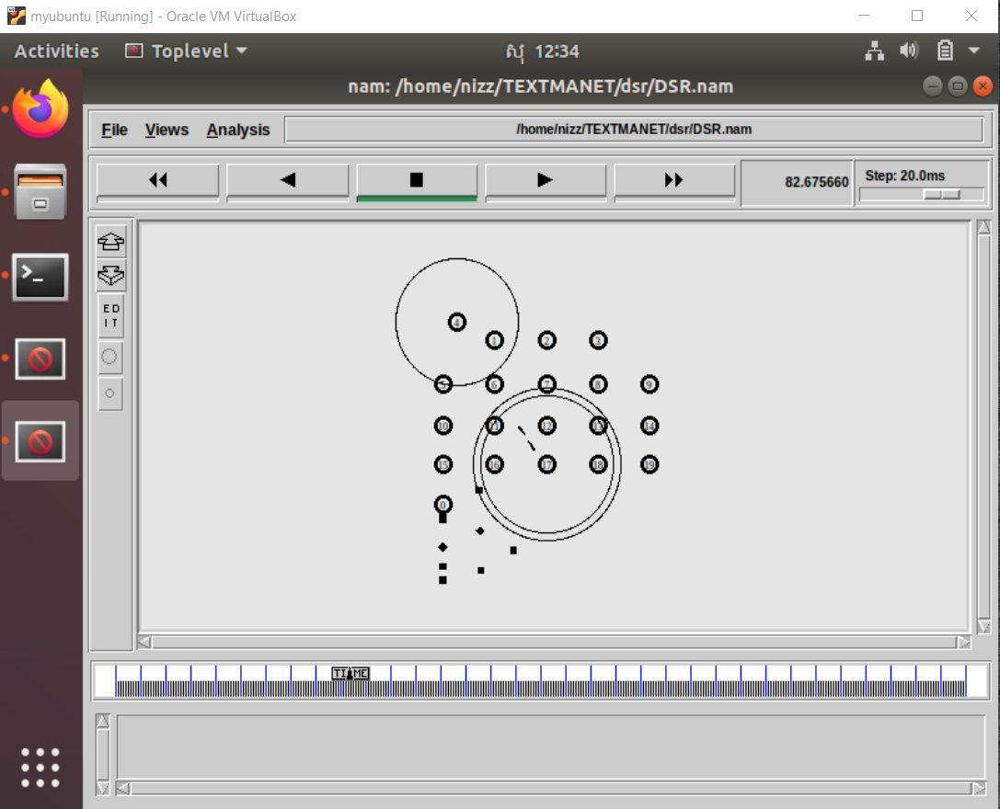 myubuntu [Running] - Oracle VM VirtualBox
Activities Toplevel សុ 12:34
nam: /home/nizz/TEXTMANET/dsr/DSR.nam
File Views Analysis /home/nizz/TEXTMANET/dsr/DSR.nam
82.675660 Step: 20.0ms
ED
IT
4
1 2 3
5 6 7 8 9
10 11 12 13 14
15 16 17 18 19
0
TIME